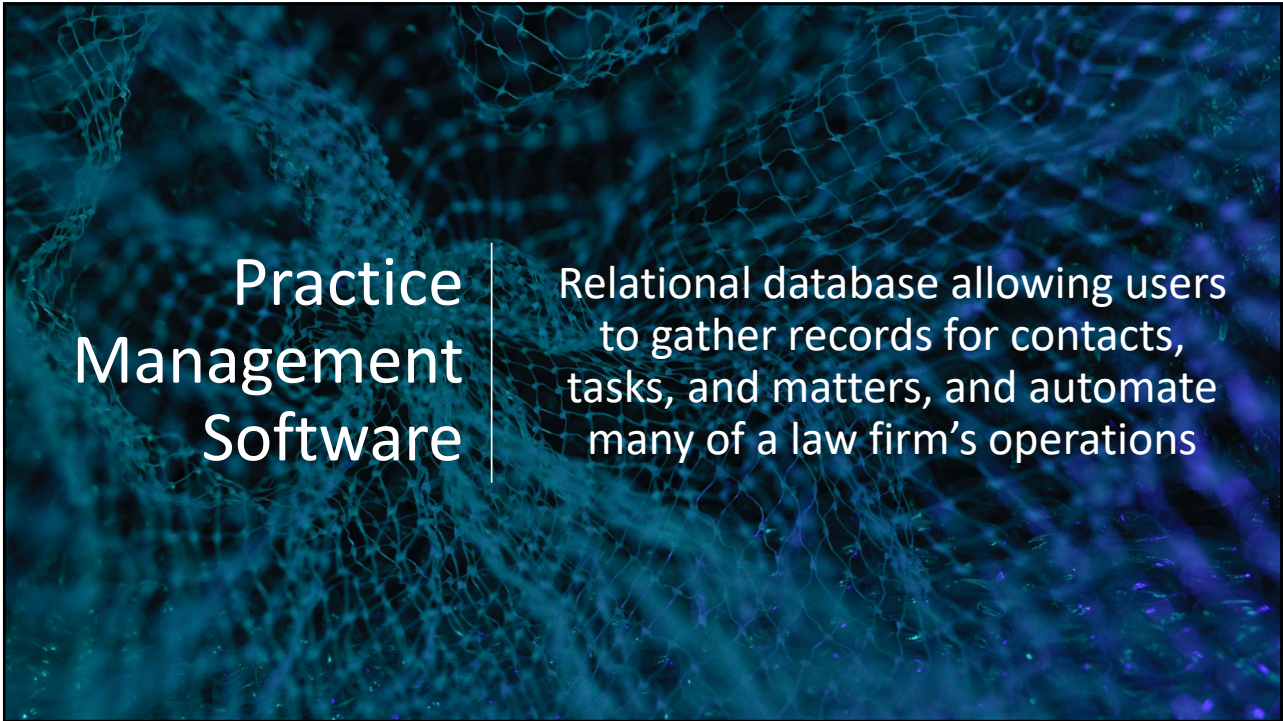 Practice
Management
Software
Relational database allowing users
to gather records for contacts,
tasks, and matters, and automate
many of a law firm’s operations